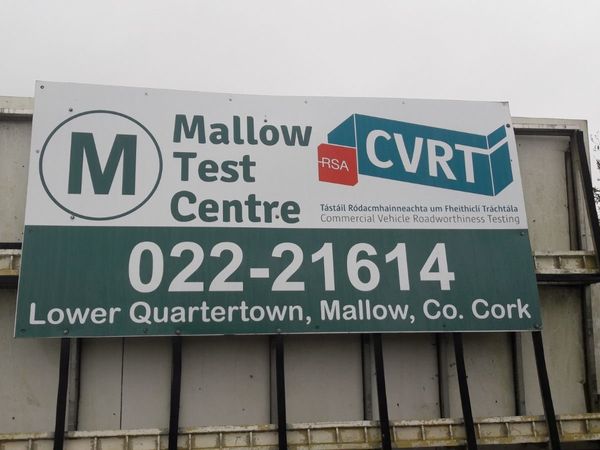 M
Mallow
Test
Centre
RSA
CVRT
Tástáil Ródacmhainneachta um Fheithiclí Tráchtála
Commercial Vehicle Roadworthiness Testing
022-21614
Lower Quartertown, Mallow, Co. Cork